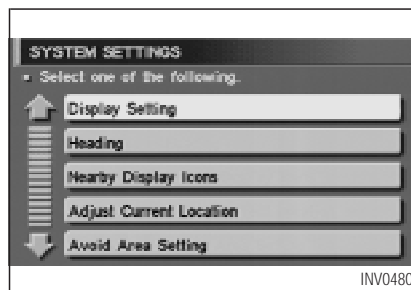 SYSTEM SETTINGS
Select one of the following.
Display Setting
Heading
Nearby Display Icons
Adjust Current Location
Avoid Area Setting
INV0480